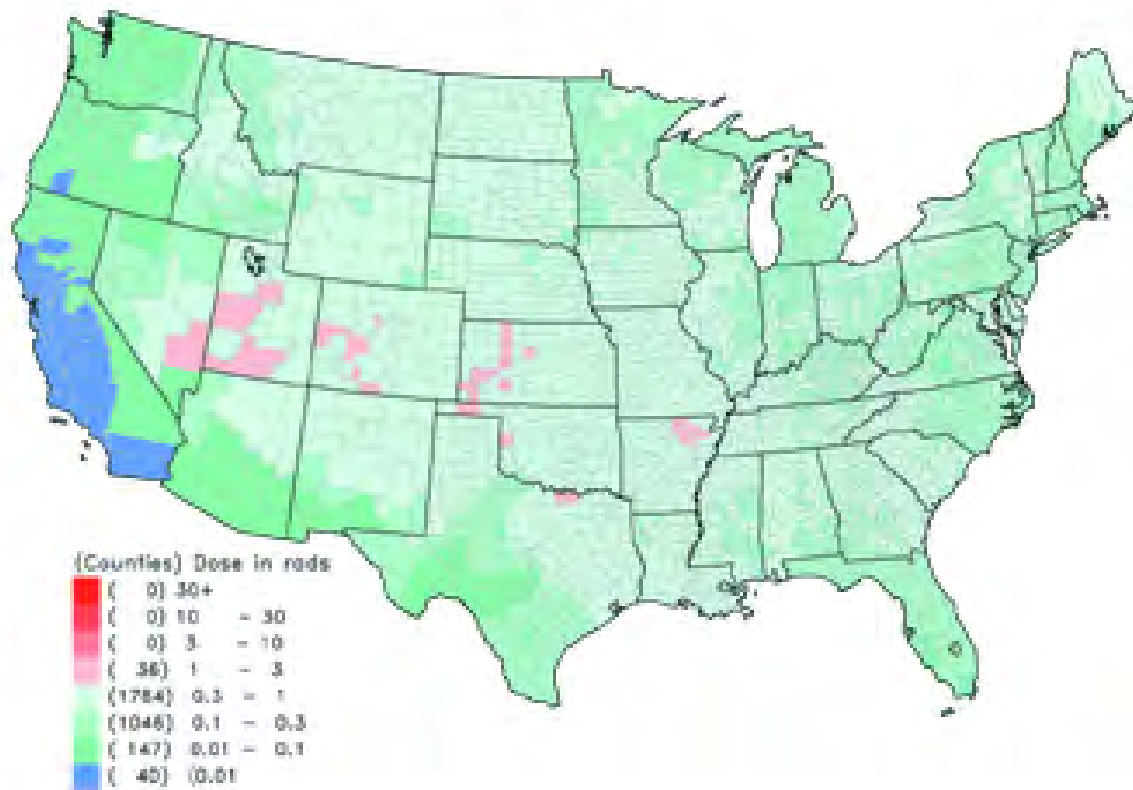 (Counties) Dose in rads
( 0) 30+
( 0) 10 - 30
( 0) 3 - 10
( 36) 1 - 3
(1784) 0.3 - 1
(1046) 0.1 - 0.3
( 147) 0.01 - 0.1
( 40) <0.01